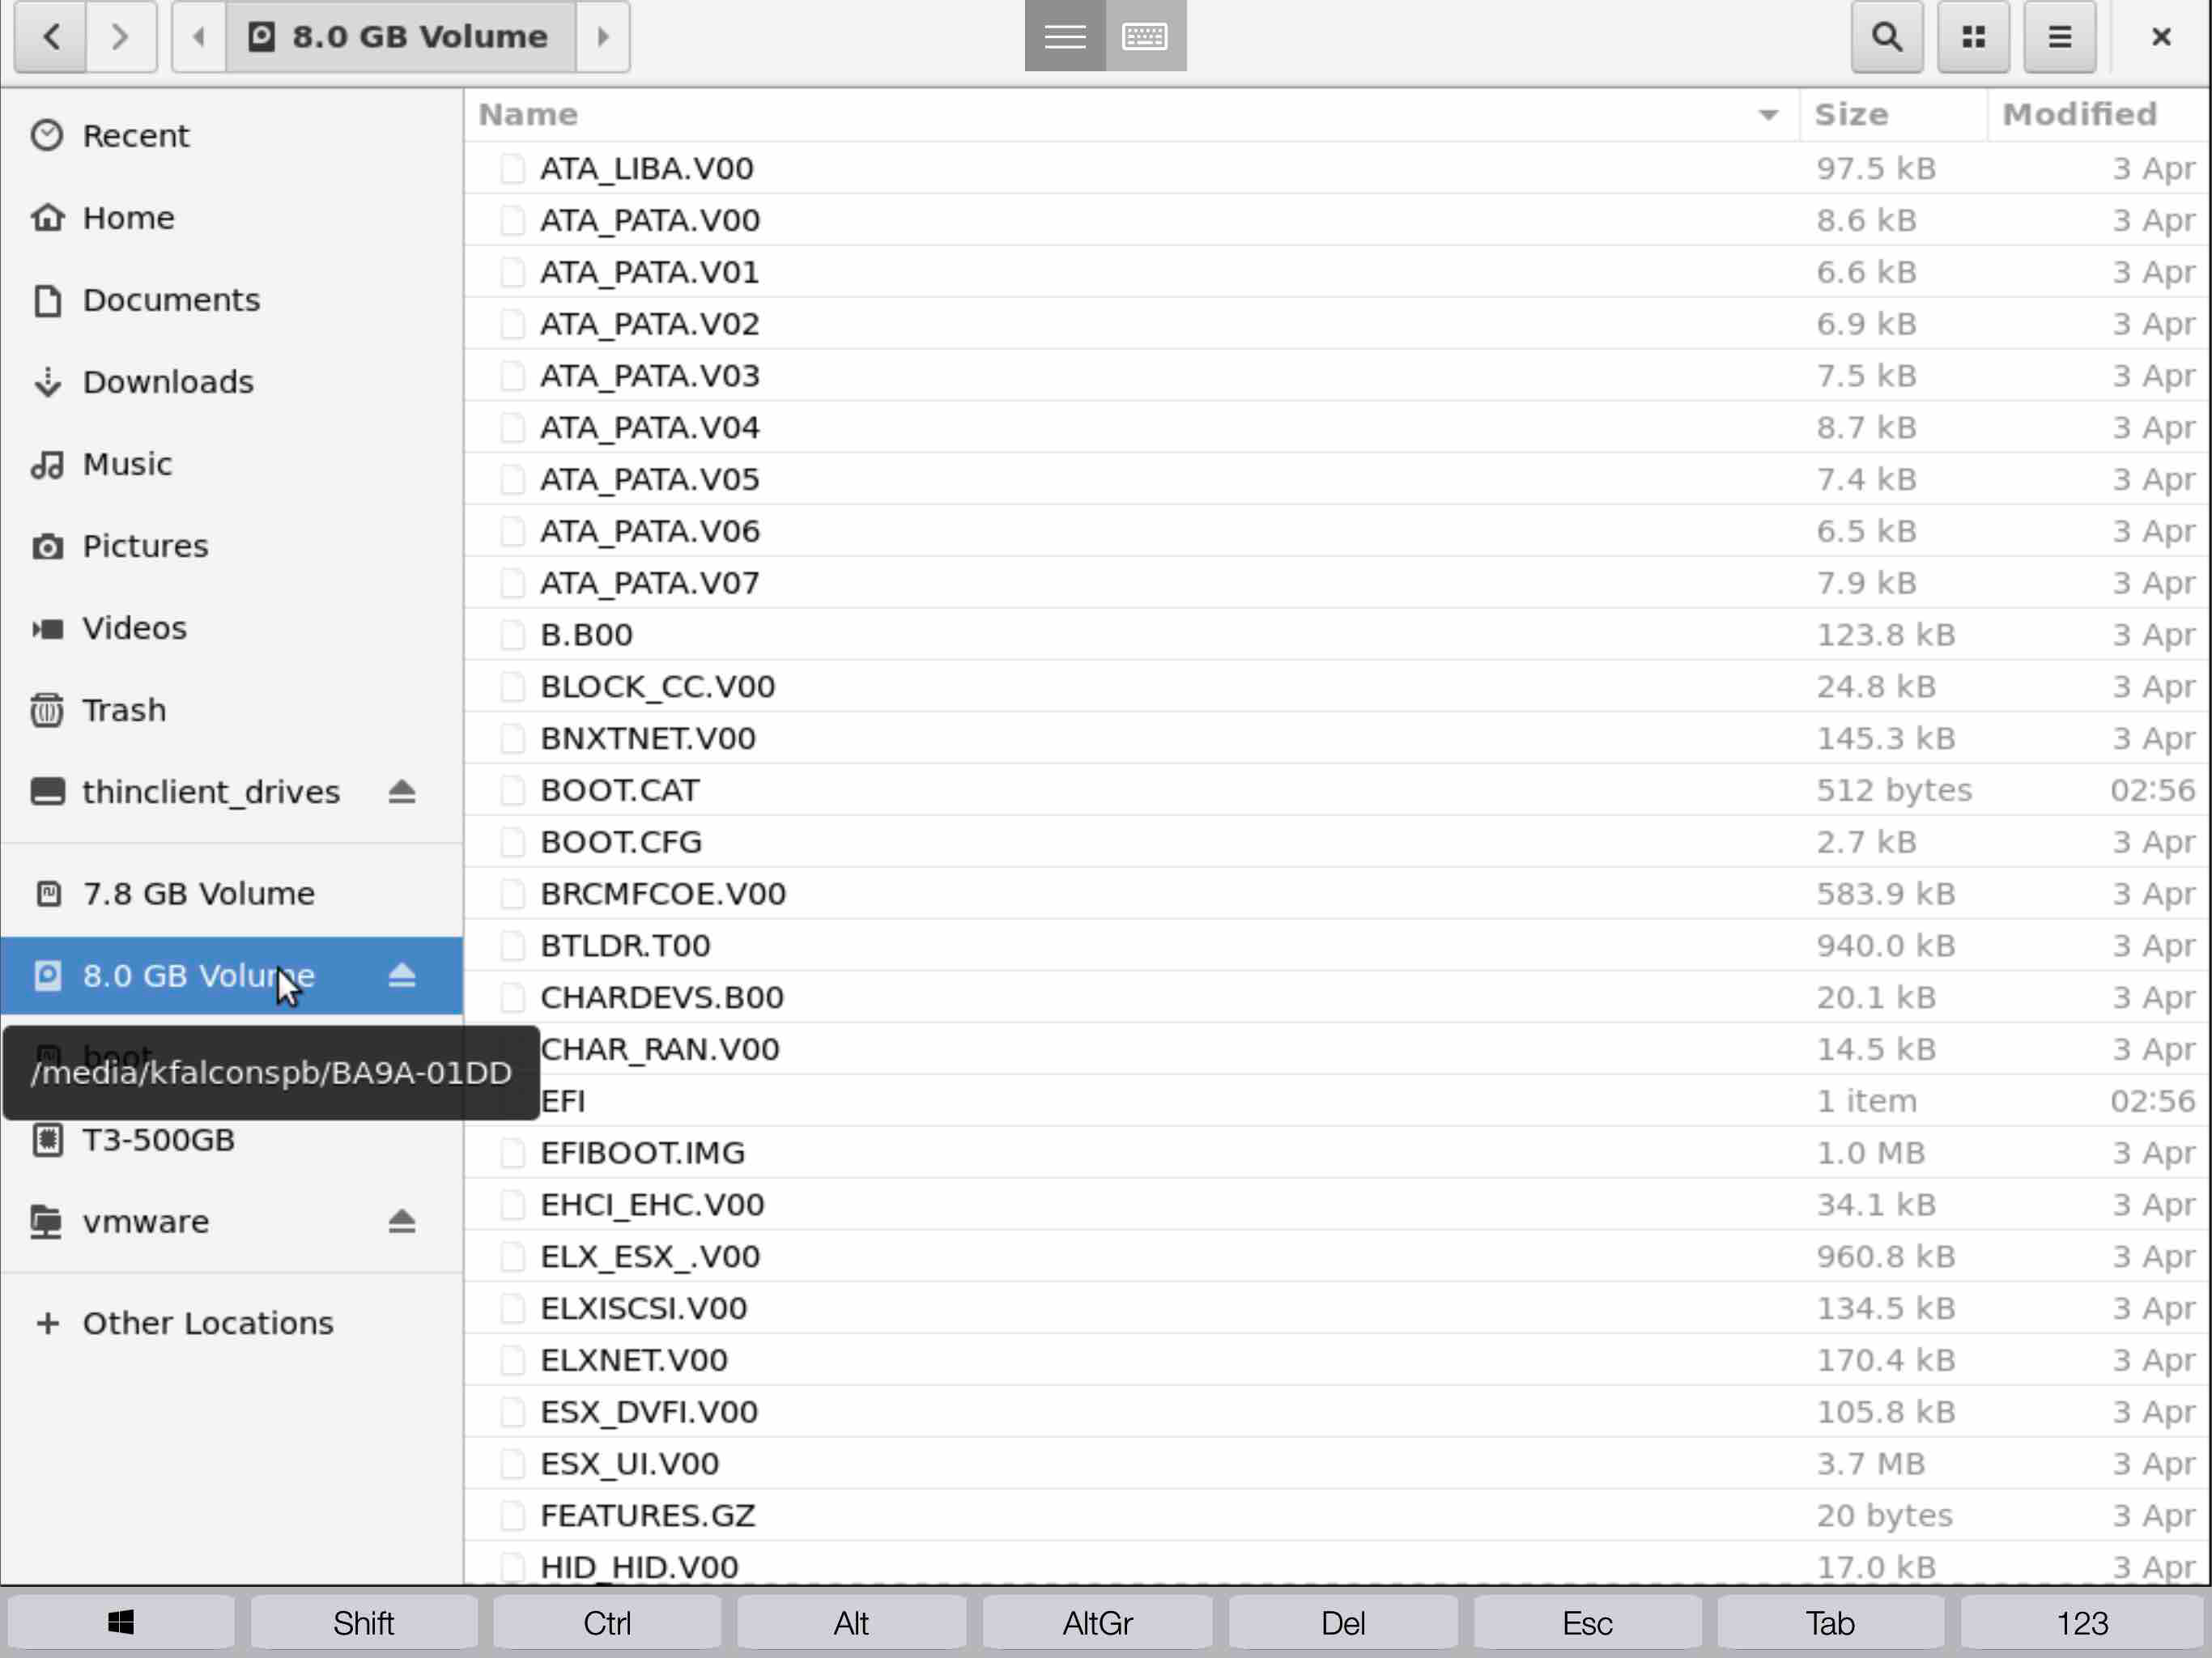 8.0 GB Volume
Name Size Modified
Recent
Home
Documents
Downloads
Music
Pictures
Videos
Trash
thinclient_drives
7.8 GB Volume
8.0 GB Volume
boot
/media/kfalconspb/BA9A-01DD
T3-500GB
vmware
Other Locations
ATA_LIBA.V00 97.5 kB 3 Apr
ATA_PATA.V00 8.6 kB 3 Apr
ATA_PATA.V01 6.6 kB 3 Apr
ATA_PATA.V02 6.9 kB 3 Apr
ATA_PATA.V03 7.5 kB 3 Apr
ATA_PATA.V04 8.7 kB 3 Apr
ATA_PATA.V05 7.4 kB 3 Apr
ATA_PATA.V06 6.5 kB 3 Apr
ATA_PATA.V07 7.9 kB 3 Apr
B.B00 123.8 kB 3 Apr
BLOCK_CC.V00 24.8 kB 3 Apr
BNXTNET.V00 145.3 kB 3 Apr
BOOT.CAT 512 bytes 02:56
BOOT.CFG 2.7 kB 3 Apr
BRCMFCOE.V00 583.9 kB 3 Apr
BTLDR.T00 940.0 kB 3 Apr
CHARDEVS.B00 20.1 kB 3 Apr
CHAR_RAN.V00 14.5 kB 3 Apr
EFI 1 item 02:56
EFIBOOT.IMG 1.0 MB 3 Apr
EHCI_EHC.V00 34.1 kB 3 Apr
ELX_ESX_.V00 960.8 kB 3 Apr
ELXISCSI.V00 134.5 kB 3 Apr
ELXNET.V00 170.4 kB 3 Apr
ESX_DVFI.V00 105.8 kB 3 Apr
ESX_UI.V00 3.7 MB 3 Apr
FEATURES.GZ 20 bytes 3 Apr
HID_HID.V00 17.0 kB 3 Apr
Shift Ctrl Alt AltGr Del Esc Tab 123